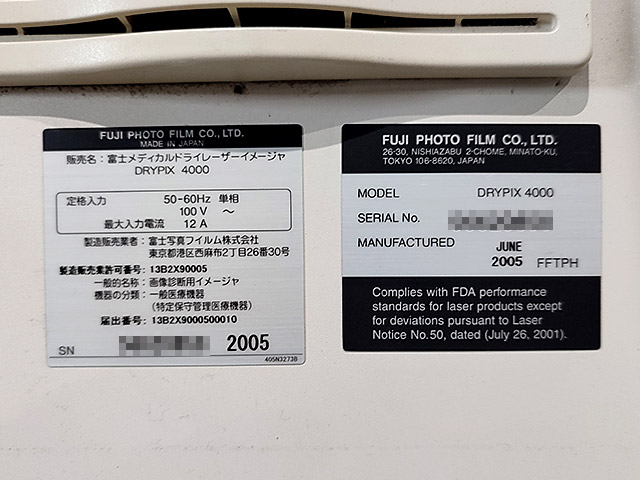 FUJI PHOTO FILM CO., LTD.
MADE IN JAPAN
販売名：富士メディカルドライレーザーイメージャ
DRYPIX 4000
定格入力 50-60Hz 単相
100 V ～
最大入力電流 12 A
製造販売業者：富士写真フイルム株式会社
東京都港区西麻布2丁目26番30号
製造販売業許可番号：13B2X90005
一般的名称：画像診断用イメージャ
機器の分類：一般医療機器
(特定保守管理医療機器)
届出番号：13B2X9000500010
SN 2005
405N3273B
FUJI PHOTO FILM CO., LTD.
26-30, NISHIAZABU 2-CHOME, MINATO-KU,
TOKYO 106-8620, JAPAN
MODEL DRYPIX 4000
SERIAL No.
MANUFACTURED JUNE
2005 FFTPH
Complies with FDA performance
standards for laser products except
for deviations pursuant to Laser
Notice No.50, dated (July 26, 2001).